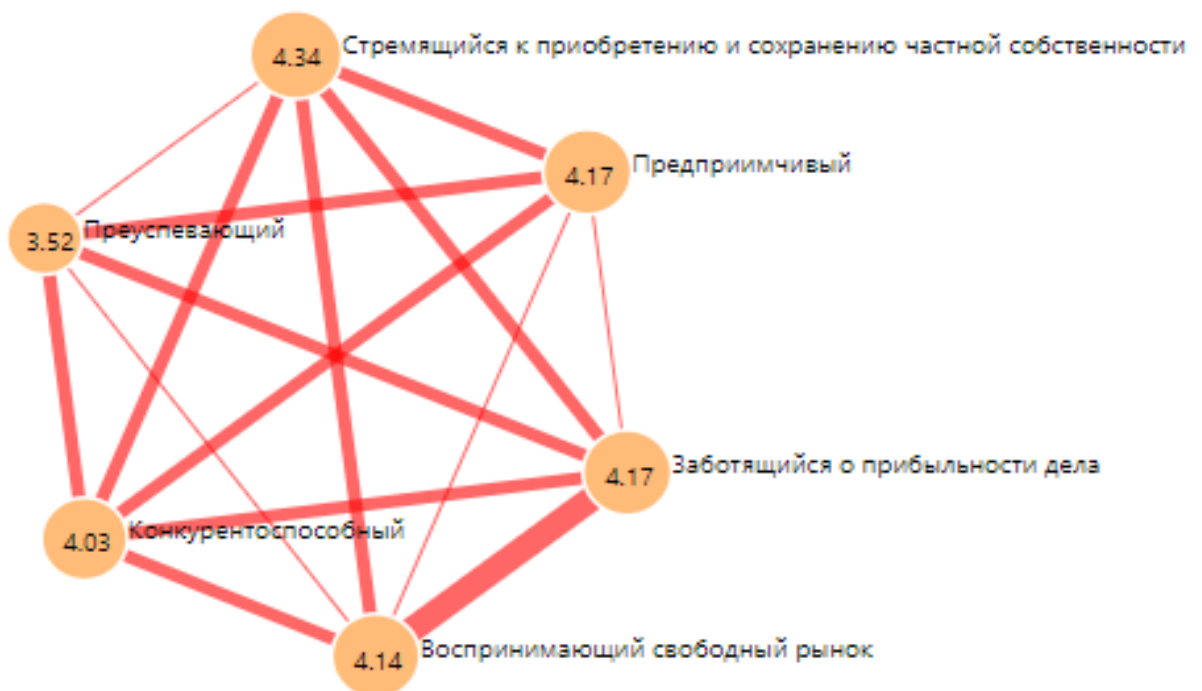 4.34 Стремящийся к приобретению и сохранению частной собственности
4.17 Предприимчивый
3.52 Преуспевающий
4.17 Заботящийся о прибыльности дела
4.03 Конкурентоспособный
4.14 Воспринимающий свободный рынок